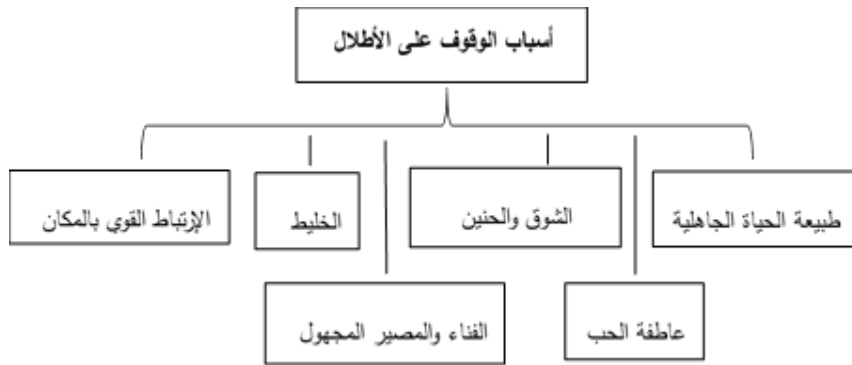 أسباب الوقوف على الأطلال
طبيعة الحياة الجاهلية
الشوق والحنين
الخليط
الإرتباط القوي بالمكان
عاطفة الحب
الفناء والمصير المجهول